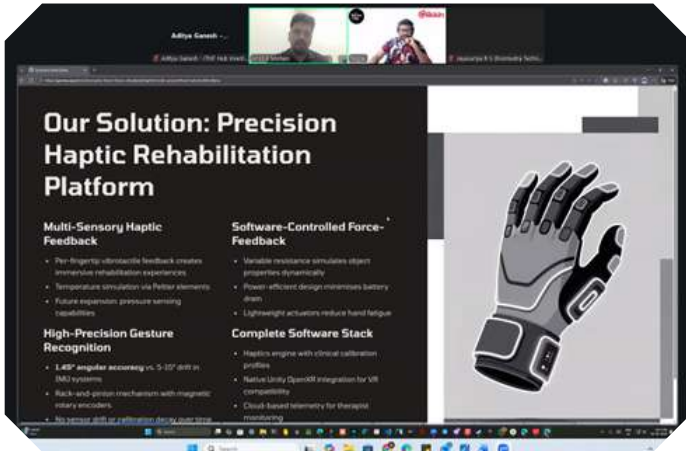 Aditya Ganesh - ...
Our Solution: Precision
Haptic Rehabilitation
Platform
Multi-Sensory Haptic
Feedback
• Per-fingertip vibrotactile feedback creates
immersive rehabilitation experiences
• Temperature simulation via Peltier elements
• Future expansion: pressure sensing
capabilities
High-Precision Gesture
Recognition
• 1.45° angular accuracy vs. 5-15° drift in
IMU systems
• Rack-and-pinion mechanism with magnetic
rotary encoders
• No sensor drift or calibration decay over time
Software-Controlled Force-
Feedback
• Variable resistance simulates object
properties dynamically
• Power-efficient design minimises battery
drain
• Lightweight actuators reduce hand fatigue
Complete Software Stack
• Haptics engine with clinical calibration
profiles
• Native Unity OpenXR integration for VR
compatibility
• Cloud-based telemetry for therapist
monitoring
Search